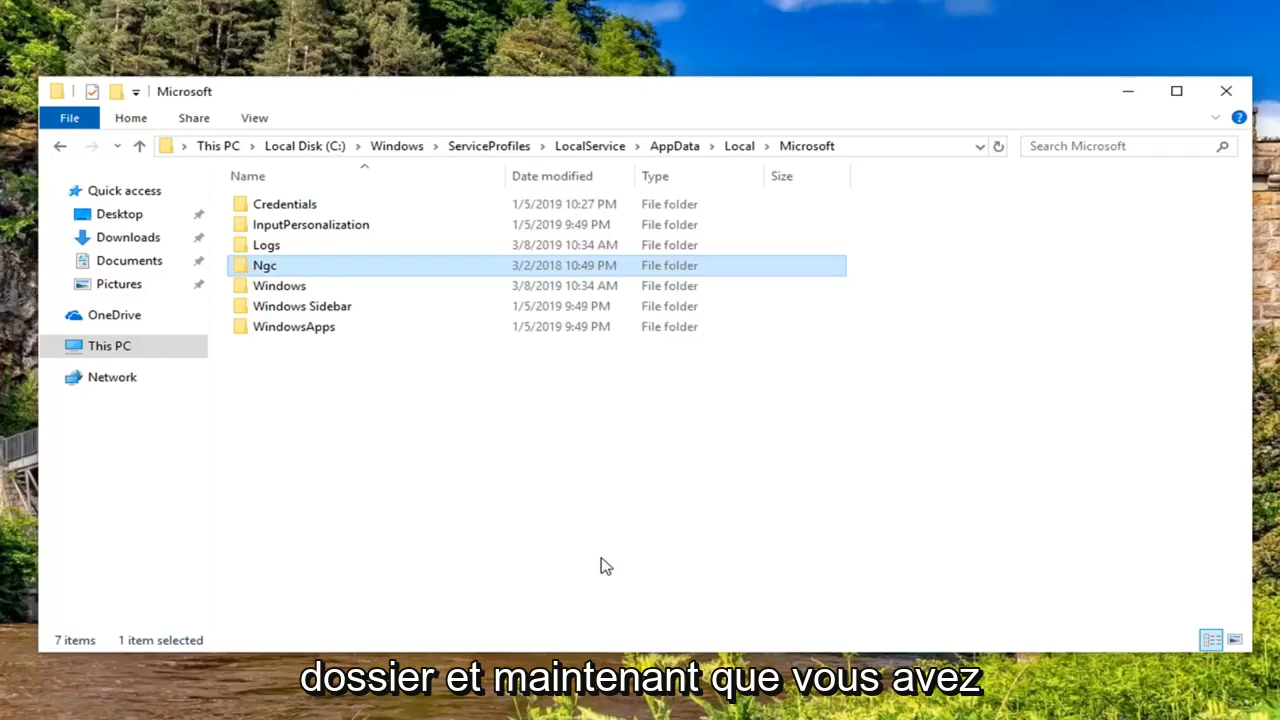 Microsoft
File Home Share View
This PC Local Disk (C:) Windows ServiceProfiles LocalService AppData Local Microsoft
Search Microsoft
Quick access
Desktop
Downloads
Documents
Pictures
OneDrive
This PC
Network
Name Date modified Type Size
Credentials 1/5/2019 10:27 PM File folder
InputPersonalization 1/5/2019 9:49 PM File folder
Logs 3/8/2019 10:34 AM File folder
Ngc 3/2/2018 10:49 PM File folder
Windows 3/8/2019 10:34 AM File folder
Windows Sidebar 1/5/2019 9:49 PM File folder
WindowsApps 1/5/2019 9:49 PM File folder
7 items 1 item selected
dossier et maintenant que vous avez